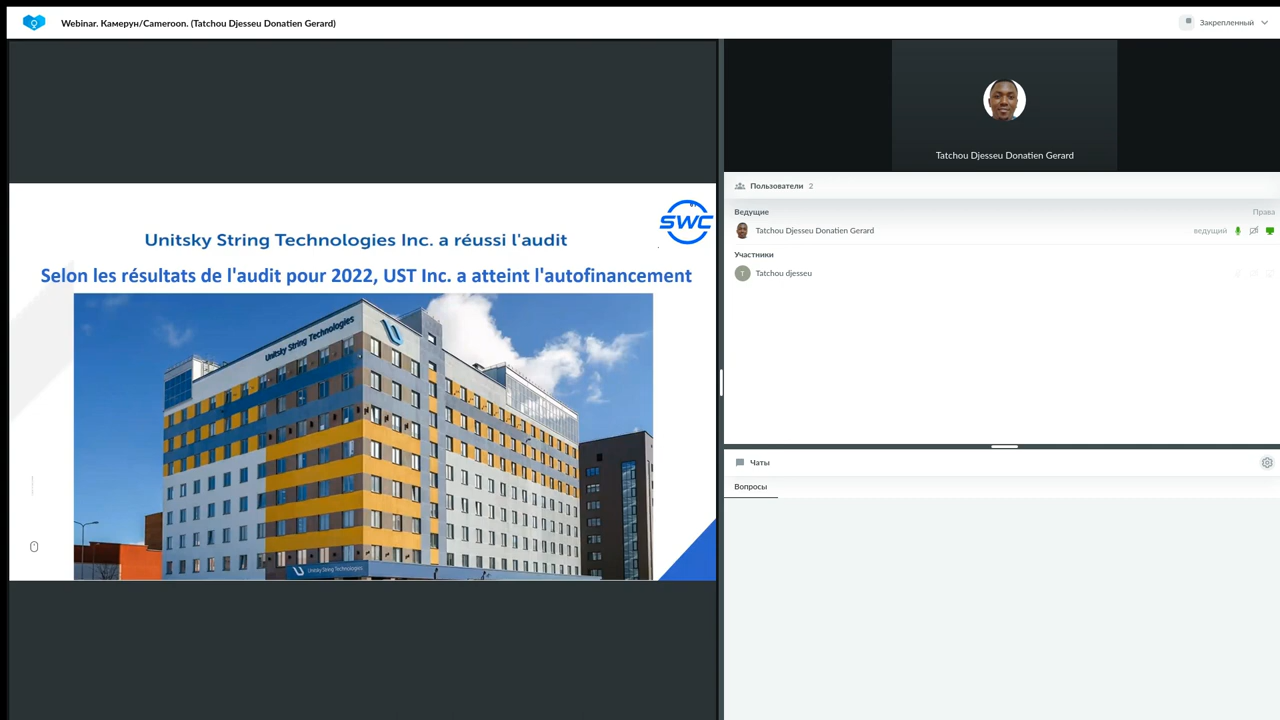 Webinar. Камерун/Cameroon. (Tatchou Djesseu Donatien Gerard)
Закрепленный
SWC
Unitsky String Technologies Inc. a réussi l'audit
Selon les résultats de l'audit pour 2022, UST Inc. a atteint l'autofinancement
Unitsky String Technologies
Unitsky String Technologies
Tatchou Djesseu Donatien Gerard
Пользователи 2
Ведущие Права
Tatchou Djesseu Donatien Gerard ведущий
Участники
T Tatchou djesseu
Чаты
Вопросы